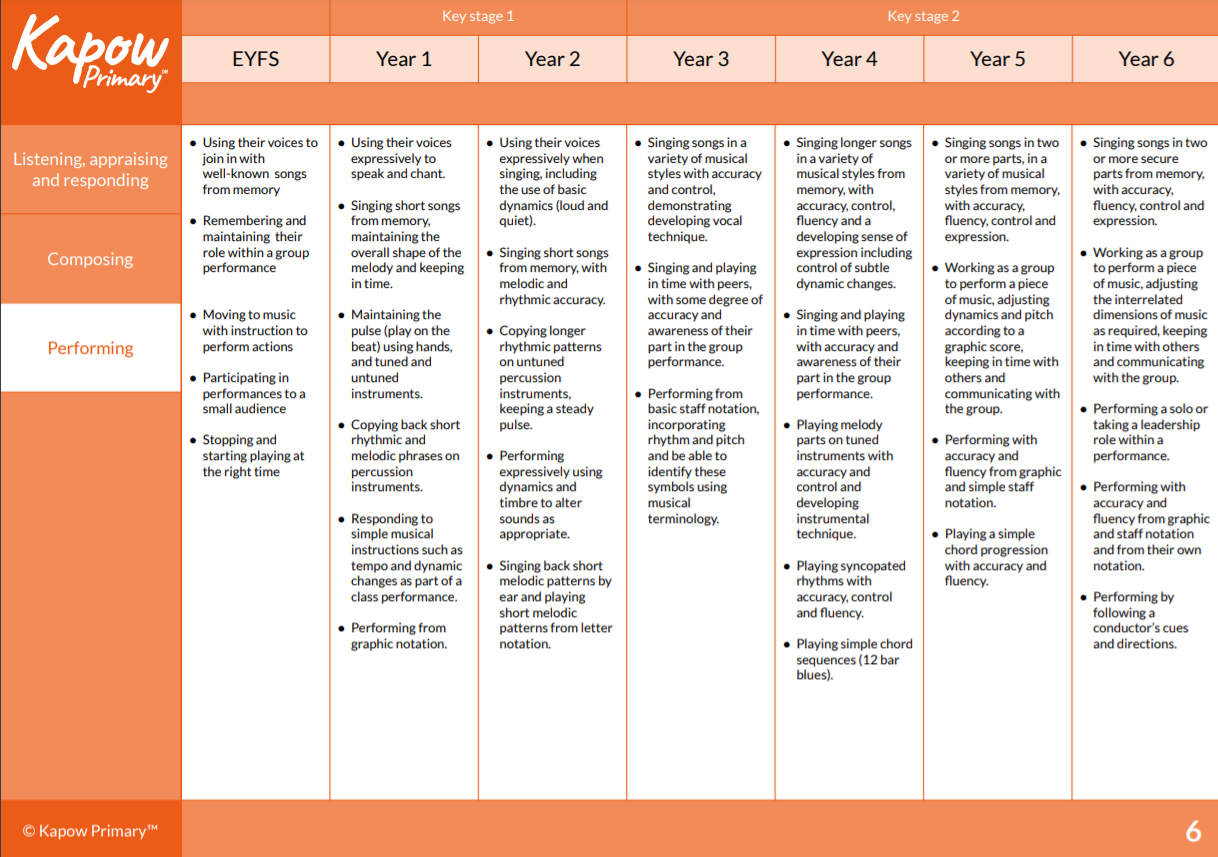 Kapow
Primary™
Key stage 1
Key stage 2
EYFS
Year 1
Year 2
Year 3
Year 4
Year 5
Year 6
Listening, appraising
and responding
Composing
Performing
● Using their voices to
join in with
well-known songs
from memory
● Remembering and
maintaining their
role within a group
performance
● Moving to music
with instruction to
perform actions
● Participating in
performances to a
small audience
● Stopping and
starting playing at
the right time
● Using their voices
expressively to
speak and chant.
● Singing short songs
from memory,
maintaining the
overall shape of the
melody and keeping
in time.
● Maintaining the
pulse (play on the
beat) using hands,
and tuned and
untuned
instruments.
● Copying back short
rhythmic and
melodic phrases on
percussion
instruments.
● Responding to
simple musical
instructions such as
tempo and dynamic
changes as part of a
class performance.
● Performing from
graphic notation.
● Using their voices
expressively when
singing, including
the use of basic
dynamics (loud and
quiet).
● Singing short songs
from memory, with
melodic and
rhythmic accuracy.
● Copying longer
rhythmic patterns
on untuned
percussion
instruments,
keeping a steady
pulse.
● Performing
expressively using
dynamics and
timbre to alter
sounds as
appropriate.
● Singing back short
melodic patterns by
ear and playing
short melodic
patterns from letter
notation.
● Singing songs in a
variety of musical
styles with accuracy
and control,
demonstrating
developing vocal
technique.
● Singing and playing
in time with peers,
with some degree of
accuracy and
awareness of their
part in the group
performance.
● Performing from
basic staff notation,
incorporating
rhythm and pitch
and be able to
identify these
symbols using
musical
terminology.
● Singing longer songs
in a variety of
musical styles from
memory, with
accuracy, control,
fluency and a
developing sense of
expression including
control of subtle
dynamic changes.
● Singing and playing
in time with peers,
with accuracy and
awareness of their
part in the group
performance.
● Playing melody
parts on tuned
instruments with
accuracy and
control and
developing
instrumental
technique.
● Playing syncopated
rhythms with
accuracy, control
and fluency.
● Playing simple chord
sequences (12 bar
blues).
● Singing songs in two
or more parts, in a
variety of musical
styles from memory,
with accuracy,
fluency, control and
expression.
● Working as a group
to perform a piece
of music, adjusting
dynamics and pitch
according to a
graphic score,
keeping in time with
others and
communicating with
the group.
● Performing with
accuracy and
fluency from graphic
and simple staff
notation.
● Playing a simple
chord progression
with accuracy and
fluency.
● Singing songs in two
or more secure
parts from memory,
with accuracy,
fluency, control and
expression.
● Working as a group
to perform a piece
of music, adjusting
the interrelated
dimensions of music
as required, keeping
in time with others
and communicating
with the group.
● Performing a solo or
taking a leadership
role within a
performance.
● Performing with
accuracy and
fluency from graphic
and staff notation
and from their own
notation.
● Performing by
following a
conductor's cues
and directions.
© Kapow Primary™
6